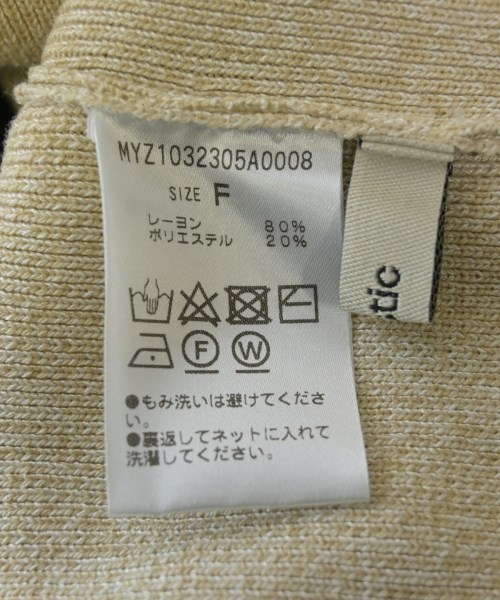 MYZ1032305A0008
SIZE F
レーヨン 80%
ポリエステル 20%
F W
●もみ洗いは避けてくださ
い。
●裏返してネットに入れて
洗濯してください。
tic